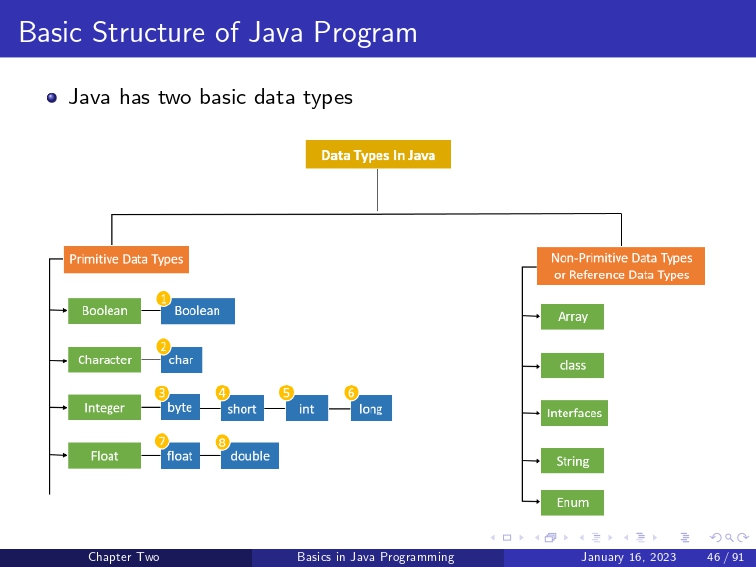 Basic Structure of Java Program
Java has two basic data types
Data Types In Java
Primitive Data Types
Boolean
1
Boolean
Character
2
char
Integer
3
byte
4
short
5
int
6
long
Float
7
float
8
double
Non-Primitive Data Types
or Reference Data Types
Array
class
Interfaces
String
Enum
Chapter Two
Basics in Java Programming
January 16, 2023
46 / 91